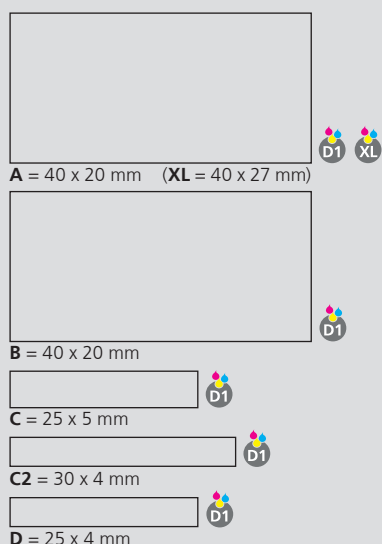 D1 XL
A = 40 x 20 mm (XL = 40 x 27 mm)
D1
B = 40 x 20 mm
D1
C = 25 x 5 mm
D1
C2 = 30 x 4 mm
D1
D = 25 x 4 mm